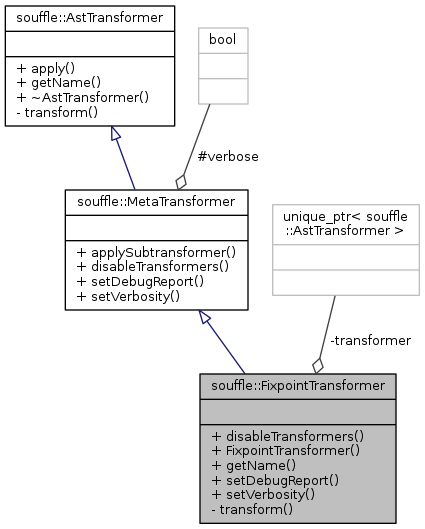 souffle::AstTransformer
+ apply()
+ getName()
+ ~AstTransformer()
- transform()
bool
#verbose
souffle::MetaTransformer
+ applySubtransformer()
+ disableTransformers()
+ setDebugReport()
+ setVerbosity()
unique_ptr< souffle
::AstTransformer >
-transformer
souffle::FixpointTransformer
+ disableTransformers()
+ FixpointTransformer()
+ getName()
+ setDebugReport()
+ setVerbosity()
- transform()